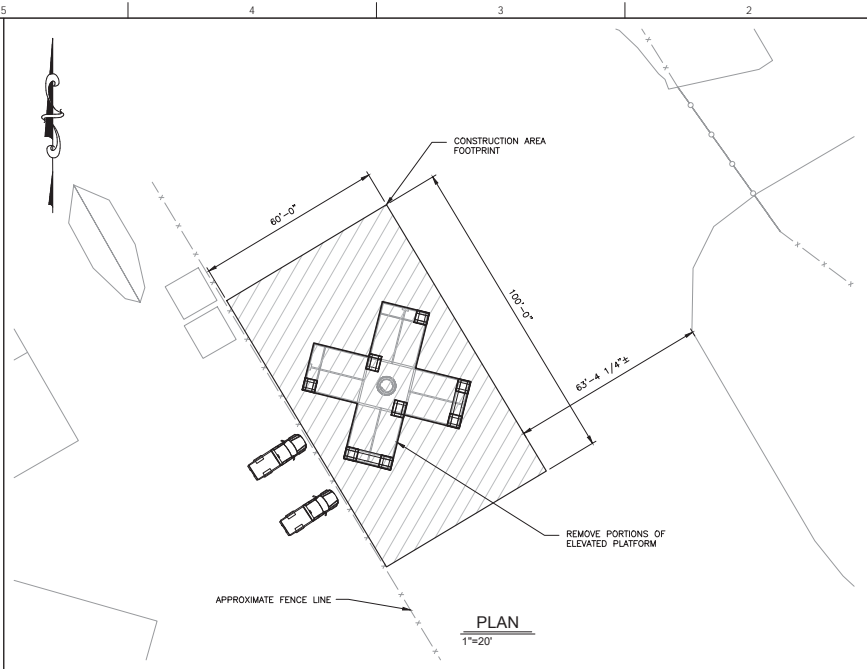 5
4
3
2
CONSTRUCTION AREA
FOOTPRINT
60'-0"
100'-0"
63'-4 1/4"±
REMOVE PORTIONS OF
ELEVATED PLATFORM
APPROXIMATE FENCE LINE
PLAN
1"=20'